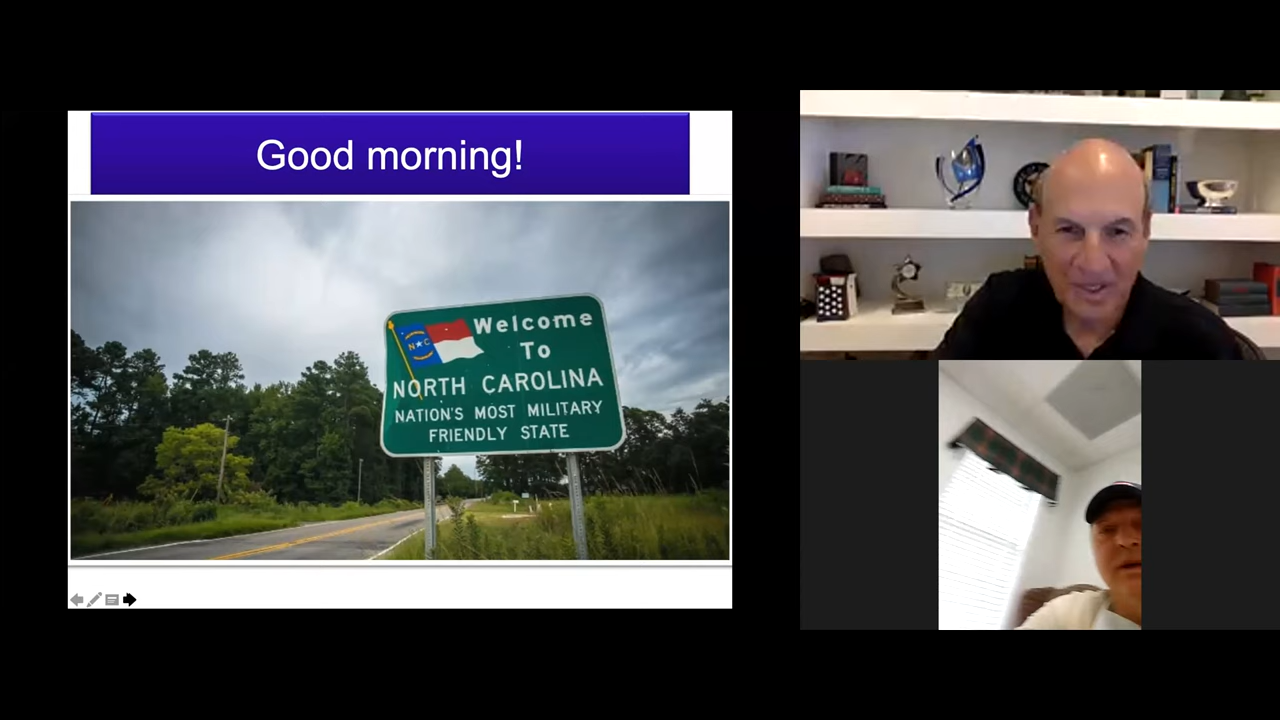 Good morning!
N★C
Welcome
To
NORTH CAROLINA
NATION'S MOST MILITARY
FRIENDLY STATE